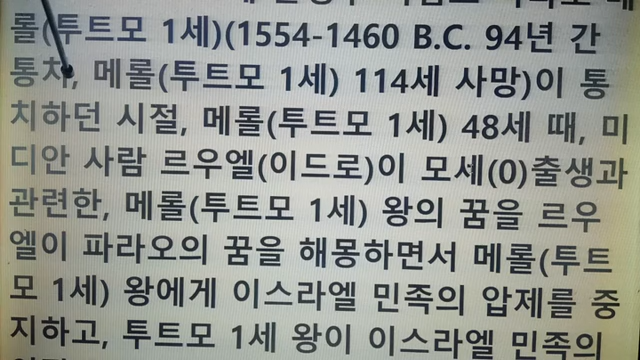 롤(투트모 1세)(1554-1460 B.C. 94년 간
통치, 메롤(투트모 1세) 114세 사망)이 통
치하던 시절, 메롤(투트모 1세) 48세 때, 미
디안 사람 르우엘(이드로)이 모세(0)출생과
관련한, 메롤(투트모 1세) 왕의 꿈을 르우
엘이 파라오의 꿈을 해몽하면서 메롤(투트
모 1세) 왕에게 이스라엘 민족의 압제를 중
지하고, 투트모 1세 왕이 이스라엘 민족의